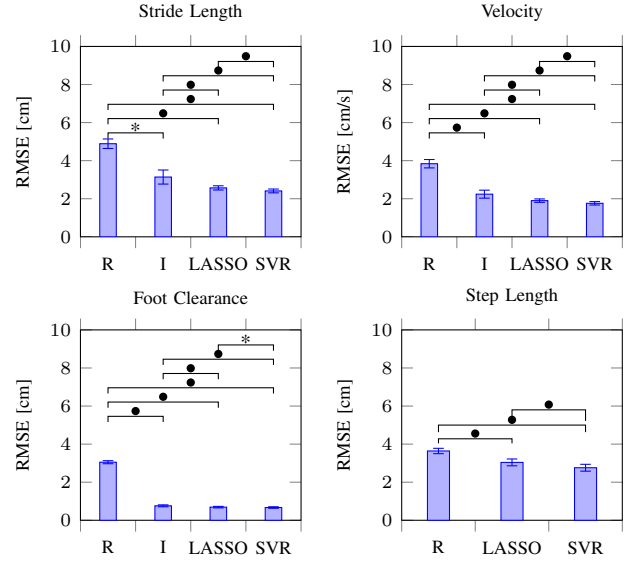 Stride Length
10
8
6
4
2
0
RMSE [cm]
*
R I LASSO SVR
Velocity
10
8
6
4
2
0
RMSE [cm/s]
R I LASSO SVR
Foot Clearance
10
8
6
4
2
0
RMSE [cm]
*
R I LASSO SVR
Step Length
10
8
6
4
2
0
RMSE [cm]
R LASSO SVR